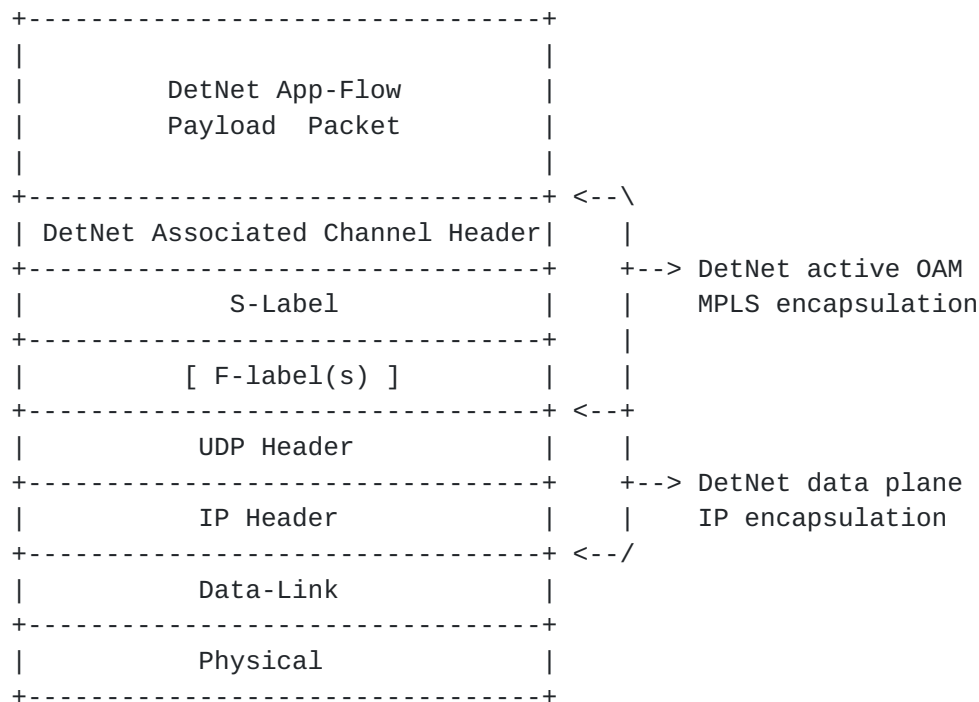 +---------------------------------+
|                                 |
|         DetNet App-Flow         |
|         Payload  Packet         |
|                                 |
+---------------------------------+ <--\
| DetNet Associated Channel Header|    |
+---------------------------------+    +--> DetNet active OAM
|             S-Label             |    |     MPLS encapsulation
+---------------------------------+    |
|          [ F-label(s) ]         |    |
+---------------------------------+ <--+
|           UDP Header            |    |
+---------------------------------+    +--> DetNet data plane
|           IP Header             |    |     IP encapsulation
+---------------------------------+ <--/
|           Data-Link             |
+---------------------------------+
|           Physical              |
+---------------------------------+